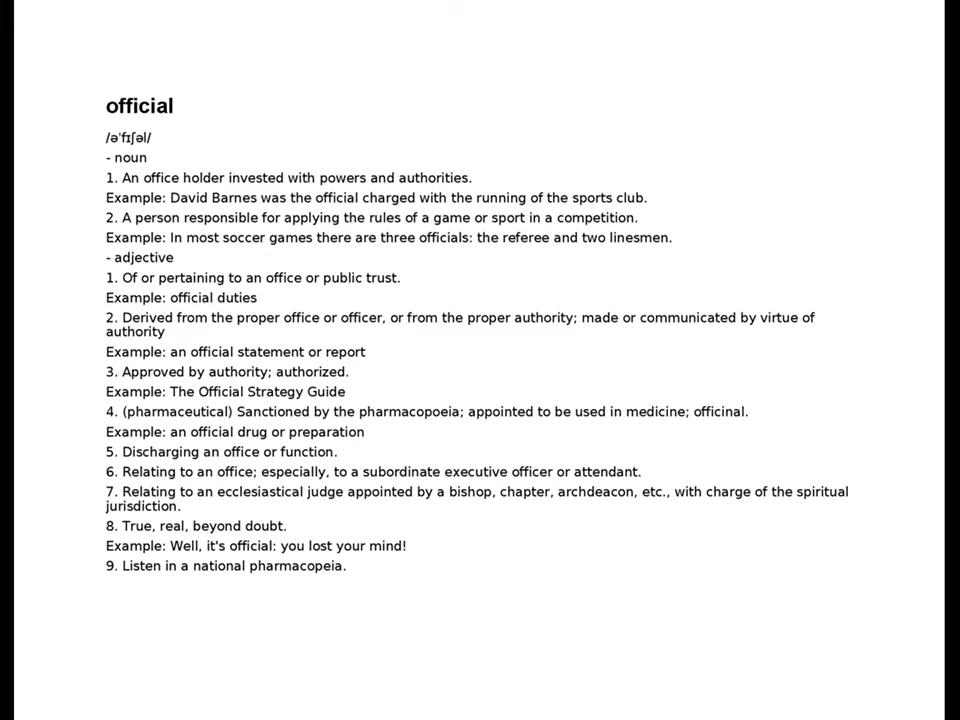 official
/əˈfɪʃəl/
- noun
1. An office holder invested with powers and authorities.
Example: David Barnes was the official charged with the running of the sports club.
2. A person responsible for applying the rules of a game or sport in a competition.
Example: In most soccer games there are three officials: the referee and two linesmen.
- adjective
1. Of or pertaining to an office or public trust.
Example: official duties
2. Derived from the proper office or officer, or from the proper authority; made or communicated by virtue of
authority
Example: an official statement or report
3. Approved by authority; authorized.
Example: The Official Strategy Guide
4. (pharmaceutical) Sanctioned by the pharmacopoeia; appointed to be used in medicine; officinal.
Example: an official drug or preparation
5. Discharging an office or function.
6. Relating to an office; especially, to a subordinate executive officer or attendant.
7. Relating to an ecclesiastical judge appointed by a bishop, chapter, archdeacon, etc., with charge of the spiritual
jurisdiction.
8. True, real, beyond doubt.
Example: Well, it's official: you lost your mind!
9. Listen in a national pharmacopeia.